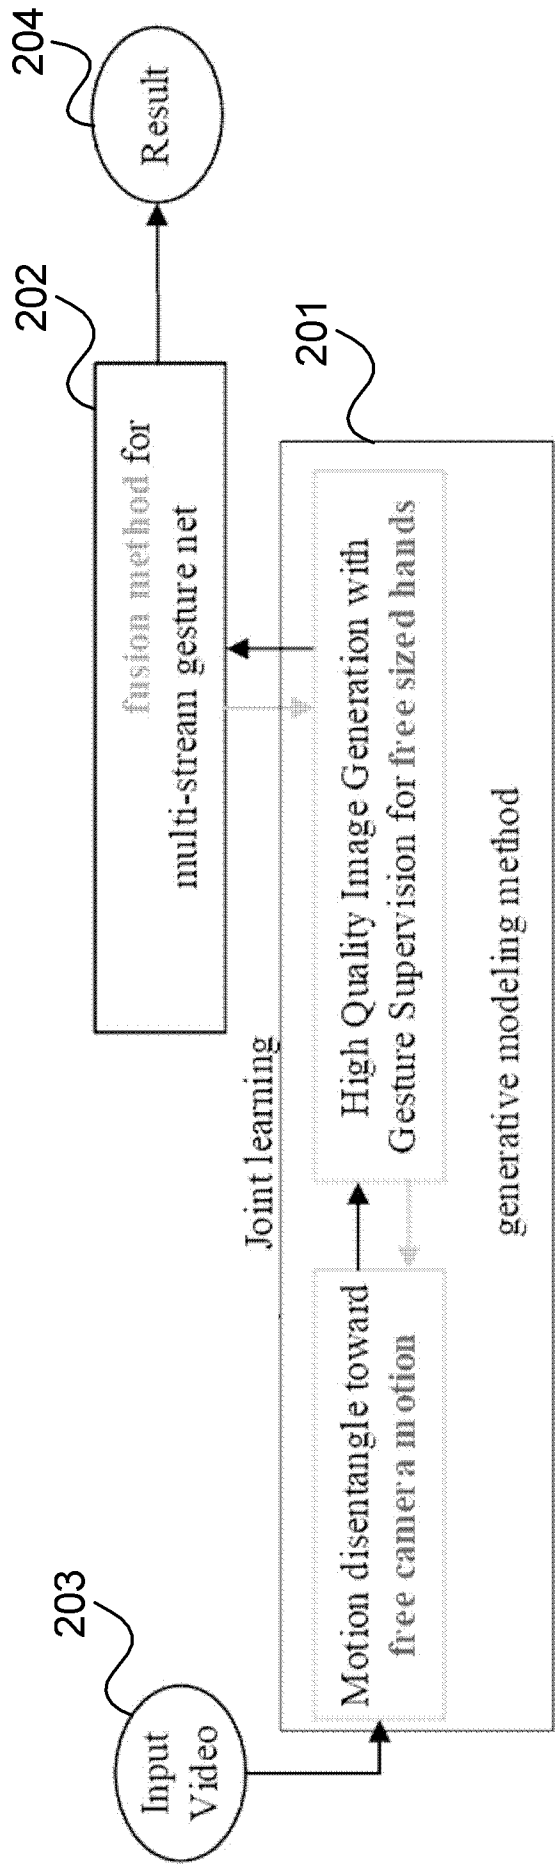 203
Input
Video
Motion disentangle toward
free camera motion
High Quality Image Generation with
Gesture Supervision for free sized hands
generative modeling method
201
Joint learning
fusion method for
multi-stream gesture net
202
Result
204